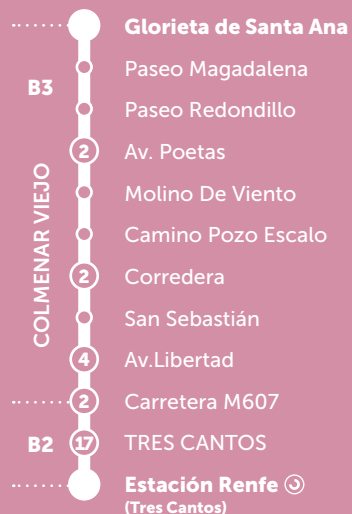 Glorieta de Santa Ana
Paseo Magadalena
B3
Paseo Redondillo
2 Av. Poetas
Molino De Viento
COLMENAR VIEJO
Camino Pozo Escalo
2 Corredera
San Sebastián
4 Av.Libertad
2 Carretera M607
B2 17 TRES CANTOS
Estación Renfe
(Tres Cantos)